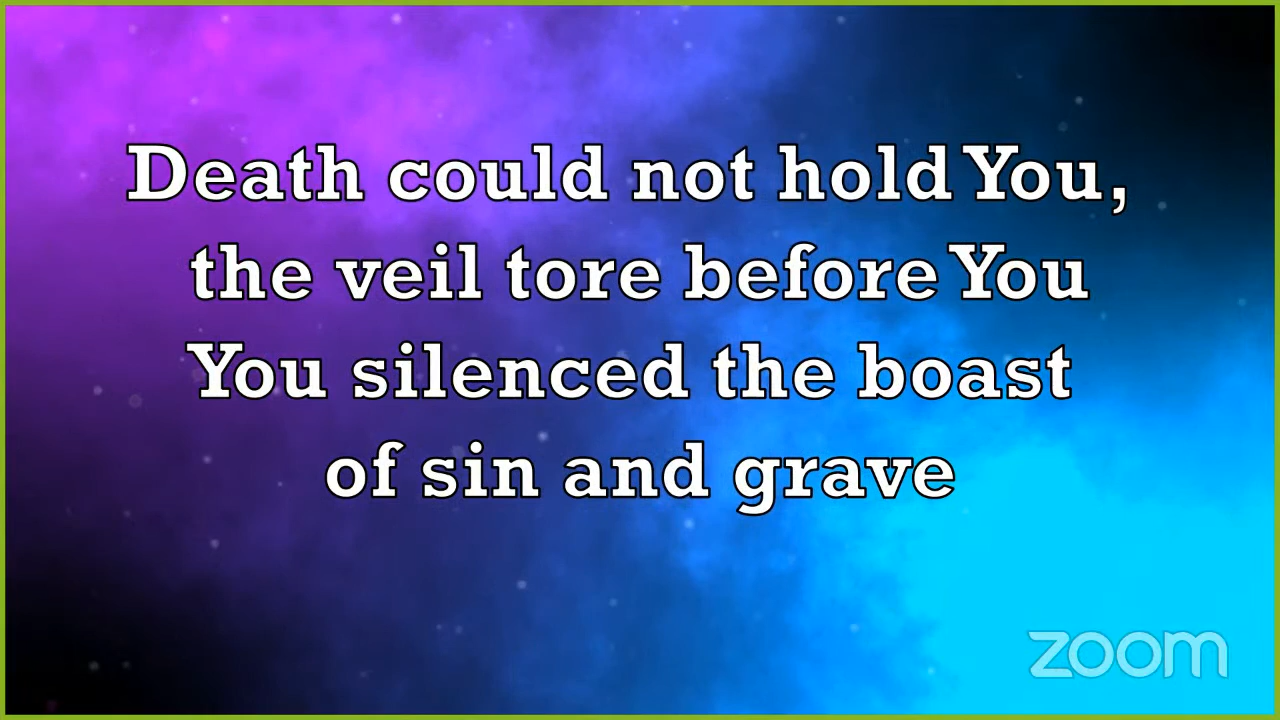 Death could not hold You,
the veil tore before You
You silenced the boast
of sin and grave
zoom